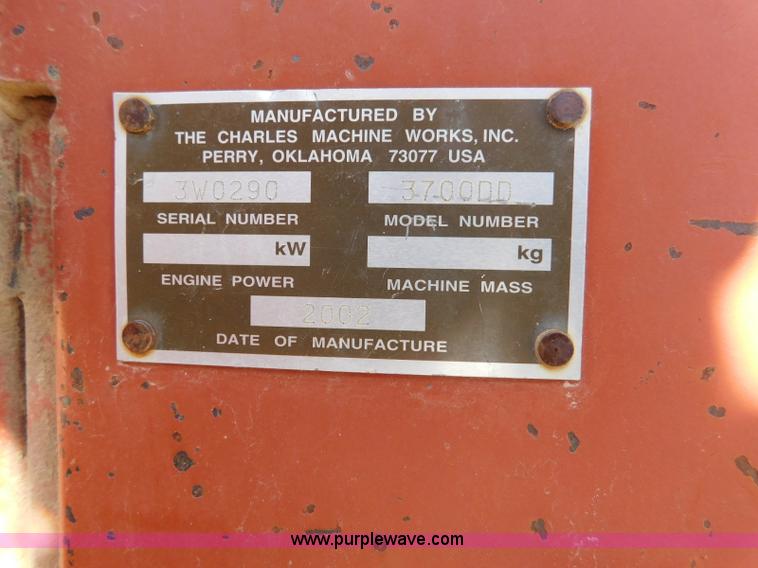 MANUFACTURED BY
THE CHARLES MACHINE WORKS, INC.
PERRY, OKLAHOMA 73077 USA
3W0290 3700DD
SERIAL NUMBER MODEL NUMBER
kW kg
ENGINE POWER MACHINE MASS
2002
DATE OF MANUFACTURE
www.purplewave.com